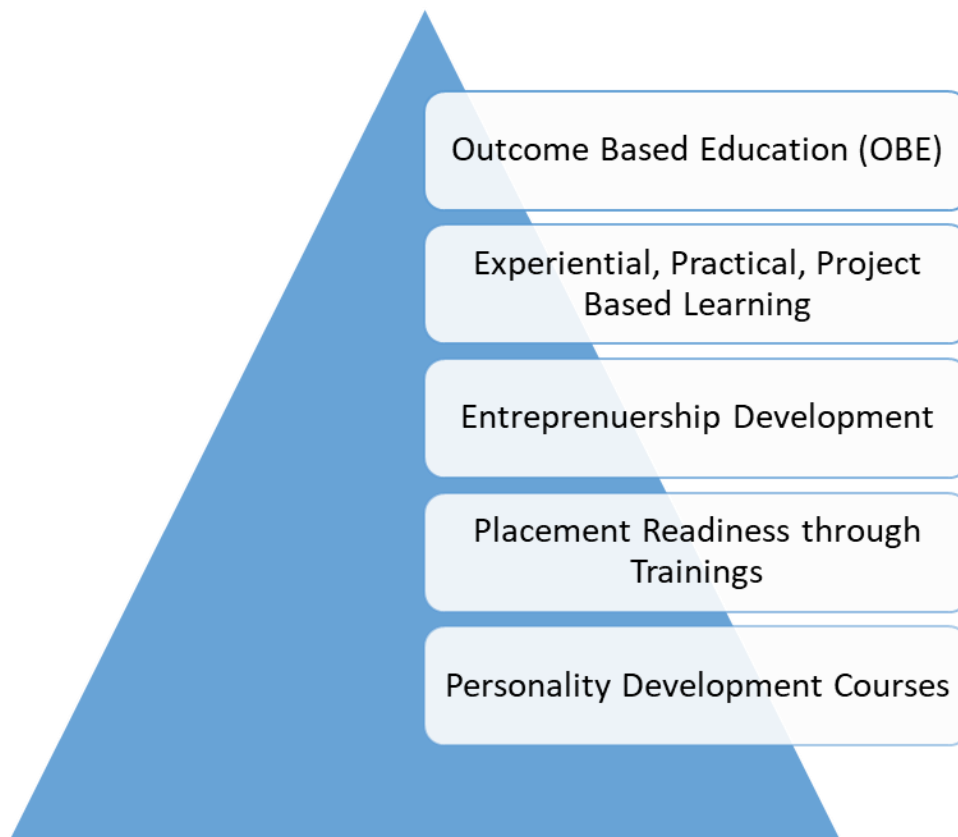 Outcome Based Education (OBE)
Experiential, Practical, Project
Based Learning
Entreprenuership Development
Placement Readiness through
Trainings
Personality Development Courses